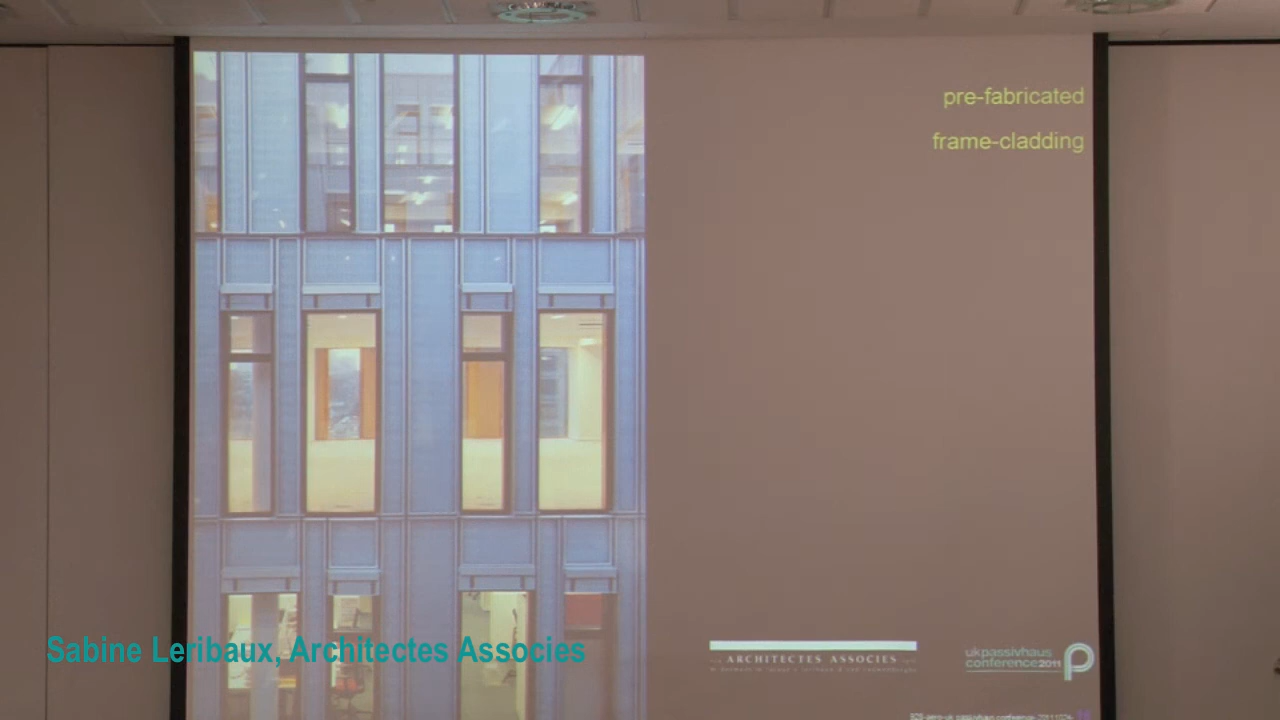 pre-fabricated
frame-cladding
Sabine Leribaux, Architectes Associes
ARCHITECTES ASSOCIES
ukpassivhaus
conference2011